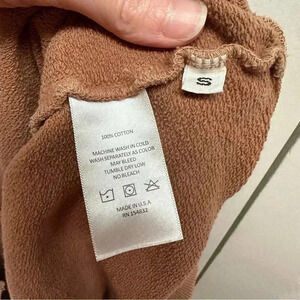 S
100% COTTON
MACHINE WASH IN COLD
WASH SEPARATELY AS COLOR
MAY BLEED
TUMBLE DRY LOW
NO BLEACH
MADE IN U.S.A
RN 154832